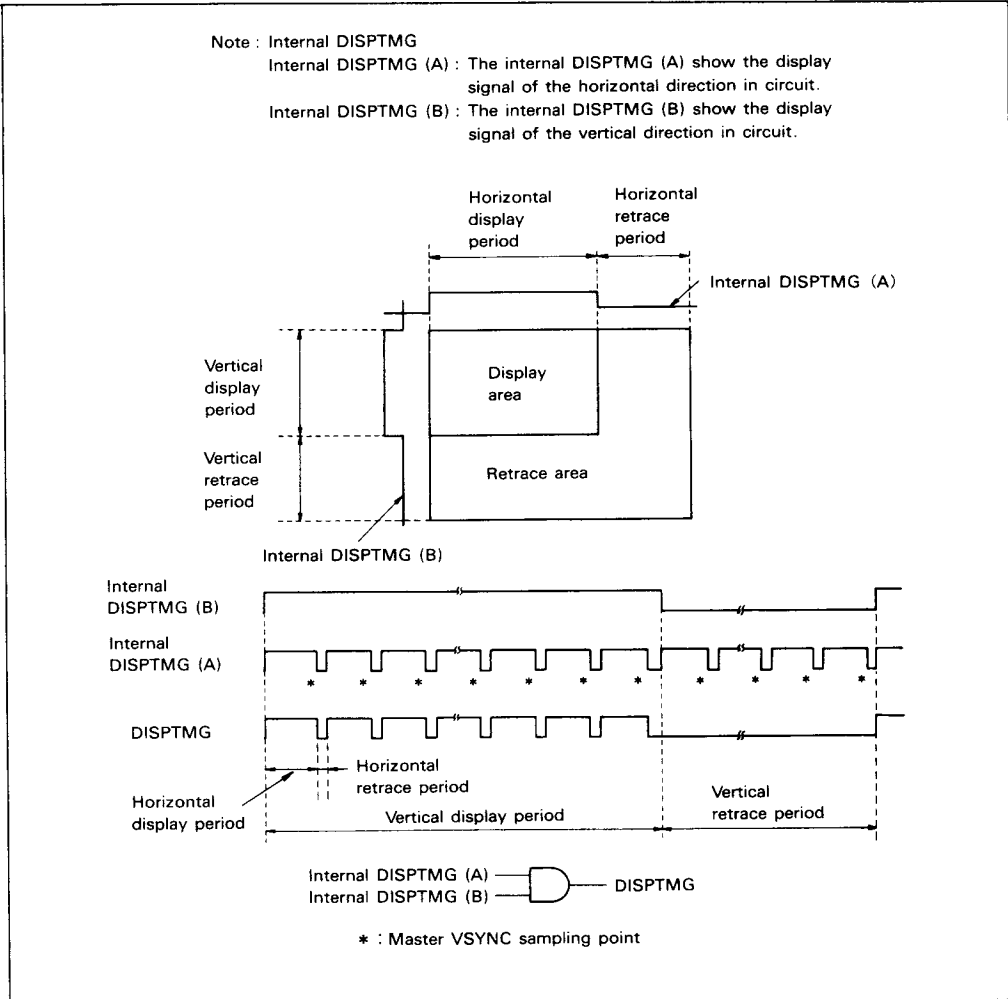 Note : Internal DISPTMG
Internal DISPTMG (A) : The internal DISPTMG (A) show the display
signal of the horizontal direction in circuit.
Internal DISPTMG (B) : The internal DISPTMG (B) show the display
signal of the vertical direction in circuit.
Horizontal
display
period
Horizontal
retrace
period
Internal DISPTMG (A)
Vertical
display
period
Display
area
Vertical
retrace
period
Retrace area
Internal DISPTMG (B)
Internal
DISPTMG (B)
Internal
DISPTMG (A)
* * * * * * * * * * *
DISPTMG
Horizontal
retrace period
Horizontal
display period
Vertical display period
Vertical
retrace period
Internal DISPTMG (A)
Internal DISPTMG (B)
DISPTMG
* : Master VSYNC sampling point